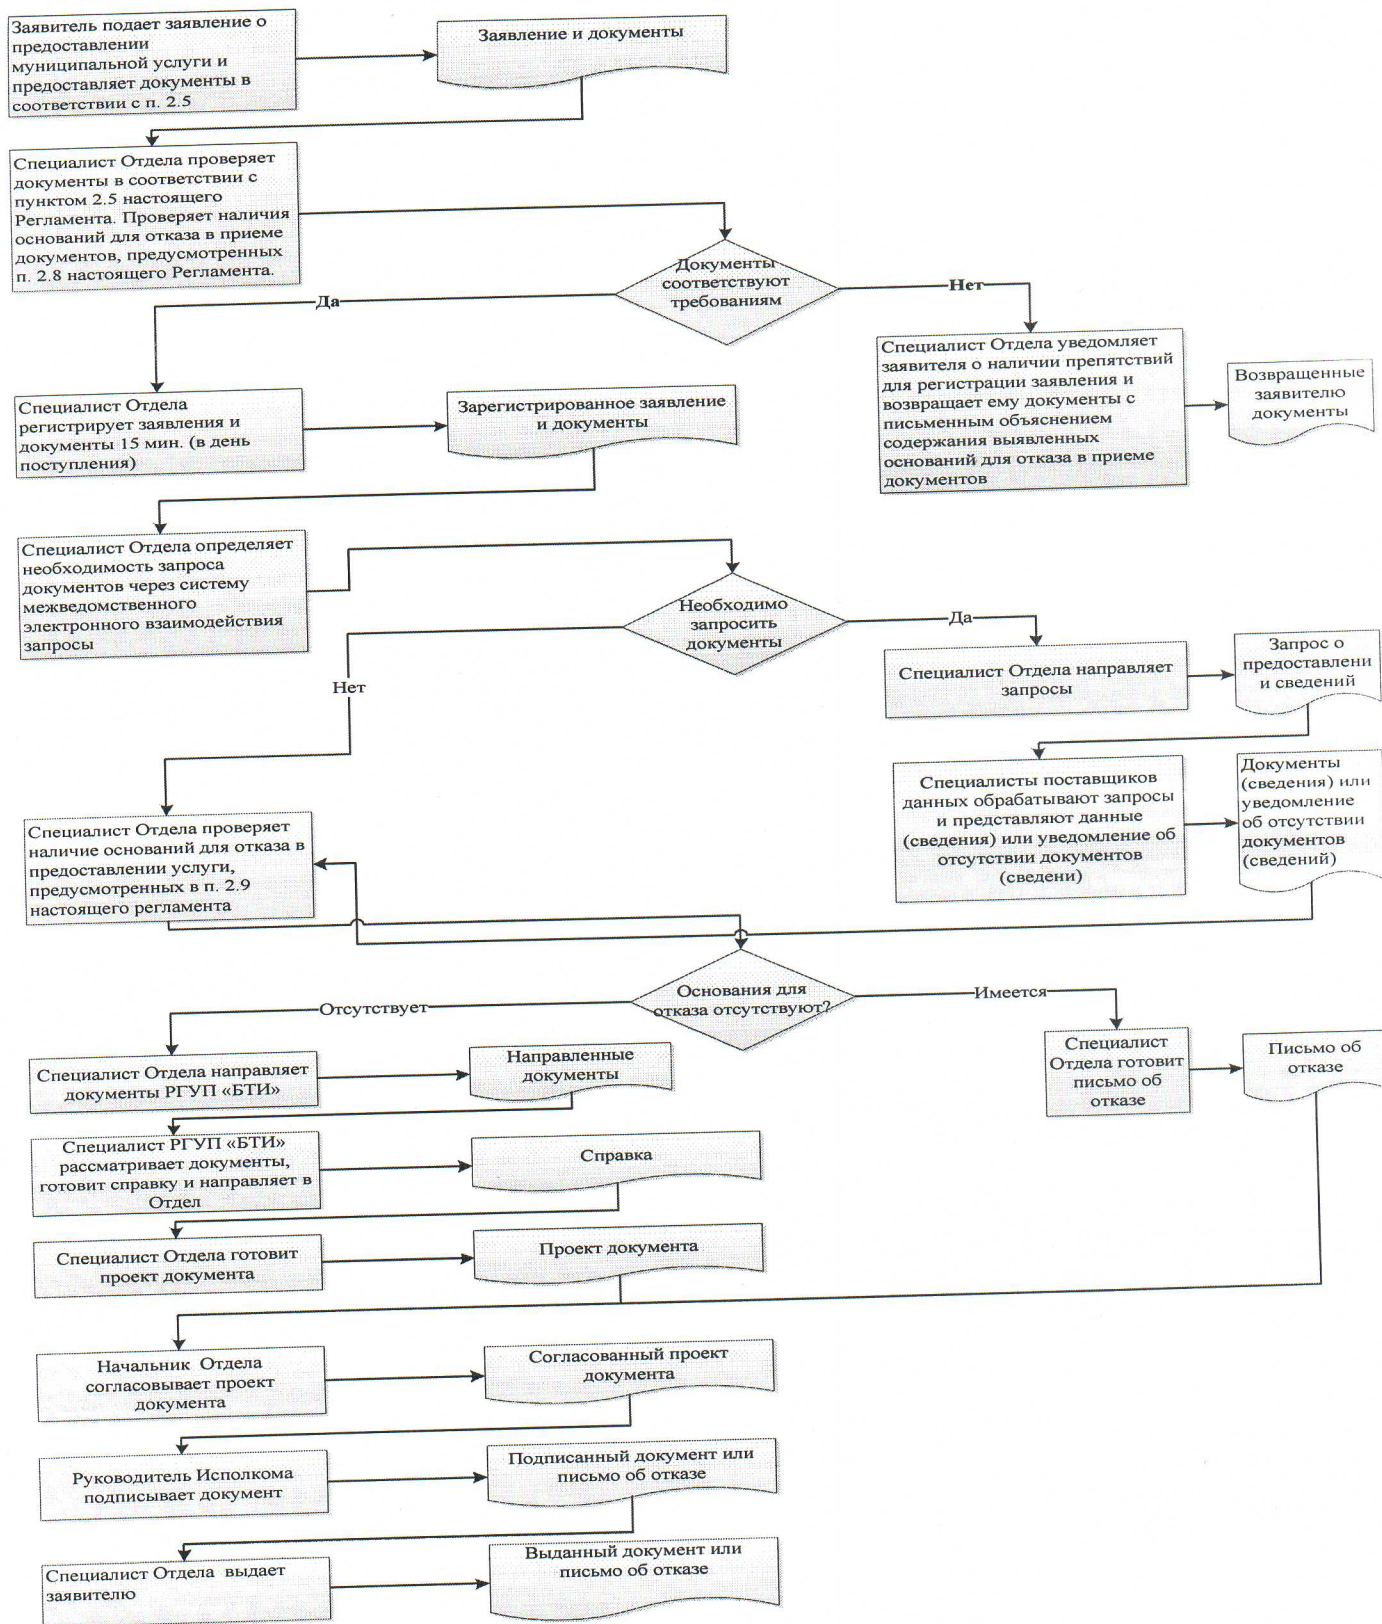 Заявитель подает заявление о
предоставлении
муниципальной услуги и
предоставляет документы в
соответствии с п. 2.5
Заявление и документы
Специалист Отдела проверяет
документы в соответствии с
пунктом 2.5 настоящего
Регламента. Проверяет наличия
оснований для отказа в приеме
документов, предусмотренных
п. 2.8 настоящего Регламента.
Документы
соответствуют
требованиям
Да
Нет
Специалист Отдела уведомляет
заявителя о наличии препятствий
для регистрации заявления и
возвращает ему документы с
письменным объяснением
содержания выявленных
оснований для отказа в приеме
документов
Возвращенные
заявителю
документы
Специалист Отдела
регистрирует заявления и
документы 15 мин. (в день
поступления)
Зарегистрированное заявление
и документы
Специалист Отдела определяет
необходимость запроса
документов через систему
межведомственного
электронного взаимодействия
запросы
Необходимо
запросить
документы
Да
Нет
Специалист Отдела направляет
запросы
Запрос о
предоставлени
и сведений
Специалисты поставщиков
данных обрабатывают запросы
и представляют данные
(сведения) или уведомление об
отсутствии документов
(сведени)
Документы
(сведения) или
уведомление
об отсутствии
документов
(сведений)
Специалист Отдела проверяет
наличие оснований для отказа в
предоставлении услуги,
предусмотренных в п. 2.9
настоящего регламента
Основания для
отказа отсутствуют?
Отсутствует
Имеется
Специалист Отдела направляет
документы РГУП «БТИ»
Направленные
документы
Специалист
Отдела готовит
письмо об
отказе
Письмо об
отказе
Специалист РГУП «БТИ»
рассматривает документы,
готовит справку и направляет в
Отдел
Справка
Специалист Отдела готовит
проект документа
Проект документа
Начальник Отдела
согласовывает проект
документа
Согласованный проект
документа
Руководитель Исполкома
подписывает документ
Подписанный документ или
письмо об отказе
Специалист Отдела выдает
заявителю
Выданный документ или
письмо об отказе